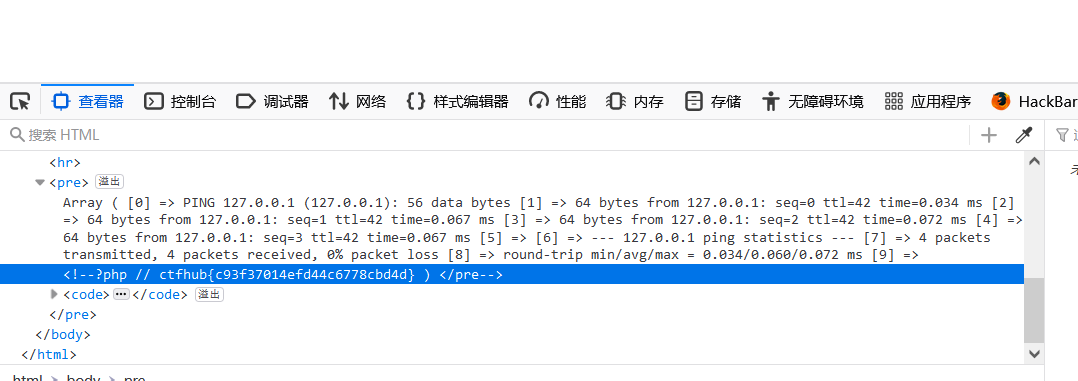 查看器 控制台 调试器 网络 样式编辑器 性能 内存 存储 无障碍环境 应用程序 HackBar
搜索 HTML
<hr>
<pre> 溢出
Array ( [0] => PING 127.0.0.1 (127.0.0.1): 56 data bytes [1] => 64 bytes from 127.0.0.1: seq=0 ttl=42 time=0.034 ms [2]
=> 64 bytes from 127.0.0.1: seq=1 ttl=42 time=0.067 ms [3] => 64 bytes from 127.0.0.1: seq=2 ttl=42 time=0.072 ms [4] =>
64 bytes from 127.0.0.1: seq=3 ttl=42 time=0.067 ms [5] => [6] => --- 127.0.0.1 ping statistics --- [7] => 4 packets
transmitted, 4 packets received, 0% packet loss [8] => round-trip min/avg/max = 0.034/0.060/0.072 ms [9] =>
<!--?php // ctfhub{c93f37014efd44c6778cbd4d} ) </pre-->
<code> ••• </code> 溢出
</pre>
</body>
</html>
html > body > pre